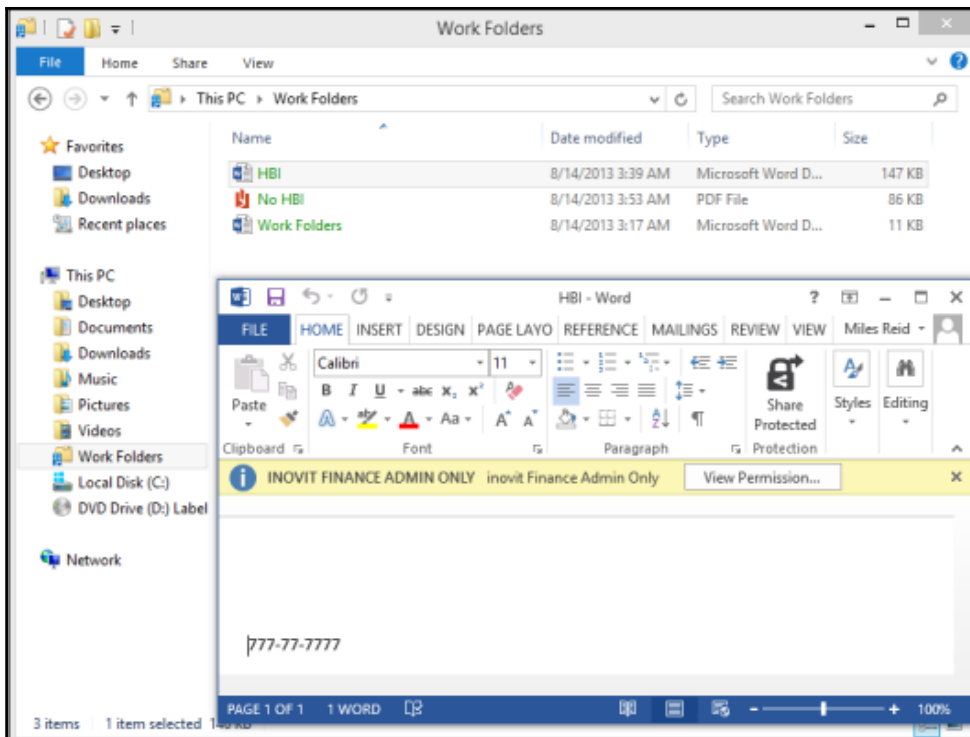 Work Folders
File Home Share View
This PC Work Folders Search Work Folders
Name Date modified Type Size
Favorites
Desktop
Downloads
Recent places
This PC
Desktop
Documents
Downloads
Music
Pictures
Videos
Work Folders
Local Disk (C:)
DVD Drive (D:) Label
Network
HBI 8/14/2013 3:39 AM Microsoft Word D... 147 KB
No HBI 8/14/2013 3:53 AM PDF File 86 KB
Work Folders 8/14/2013 3:17 AM Microsoft Word D... 11 KB
HBI - Word
FILE HOME INSERT DESIGN PAGE LAYO REFERENCE MAILINGS REVIEW VIEW Miles Reid
Calibri 11
B I U abc X₂ X²
A A Aa A A
Paste
Share Protected
Styles Editing
Clipboard Font Paragraph Protection
INOVIT FINANCE ADMIN ONLY inovit Finance Admin Only View Permission...
777-77-7777
PAGE 1 OF 1 1 WORD 100%
3 items 1 item selected